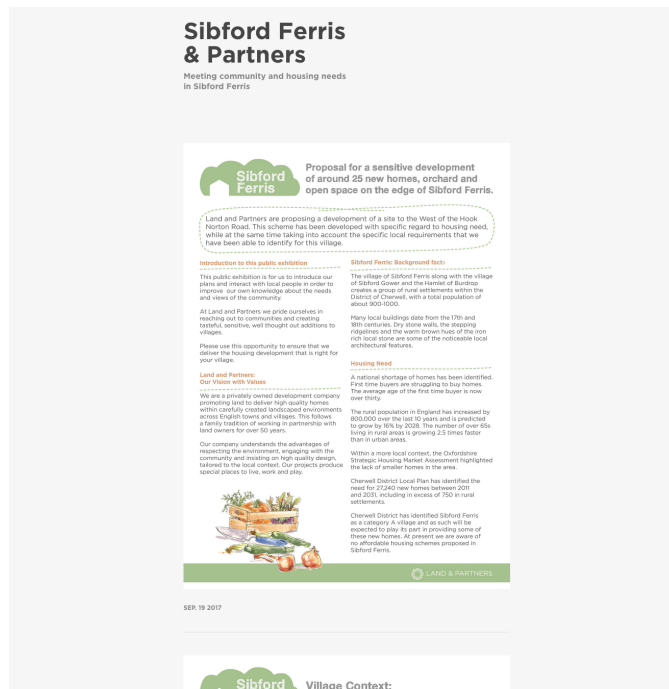 Sibford Ferris
& Partners
Meeting community and housing needs
in Sibford Ferris
Sibford
Ferris
Proposal for a sensitive development
of around 25 new homes, orchard and
open space on the edge of Sibford Ferris.
Land and Partners are proposing a development of a site to the West of the Hook
Norton Road. This scheme has been developed with specific regard to housing need,
while at the same time taking into account the specific local requirements that we
have been able to identify for this village.
Introduction to this public exhibition
This public exhibition is for us to introduce our
plans and interact with local people in order to
improve our own knowledge about the needs
and views of the community.
At Land and Partners we pride ourselves in
reaching out to communities and creating
tasteful, sensitive, well thought out additions to
villages.
Please use this opportunity to ensure that we
deliver the housing development that is right for
your village.
Land and Partners:
Our Vision with Values
We are a privately owned development company
promoting land to deliver high quality homes
within carefully created landscaped environments
across English towns and villages. This follows
a family tradition of working in partnership with
land owners for over 50 years.
Our company understands the advantages of
respecting the environment, engaging with the
community and insisting on high quality design,
tailored to the local context. Our projects produce
special places to live, work and play.
Sibford Ferris: Background facts:
The village of Sibford Ferris along with the village
of Sibford Gower and the Hamlet of Burdrop
creates a group of rural settlements within the
District of Cherwell, with a total population of
about 900-1000.
Many local buildings date from the 17th and
18th centuries. Dry stone walls, the stepping
ridgelines and the warm brown hues of the iron
rich local stone are some of the noticeable local
architectural features.
Housing Need
A national shortage of homes has been identified.
First time buyers are struggling to buy homes.
The average age of the first time buyer is now
over thirty.
The rural population in England has increased by
800,000 over the last 10 years and is predicted
to grow by 16% by 2028. The number of over 65s
living in rural areas is growing 2.5 times faster
than in urban areas.
Within a more local context, the Oxfordshire
Strategic Housing Market Assessment highlighted
the lack of smaller homes in the area.
Cherwell District Local Plan has identified the
need for 27,240 new homes between 2011
and 2031, including in excess of 750 in rural
settlements.
Cherwell District has identified Sibford Ferris
as a category A village and as such will be
expected to play its part in providing some of
these new homes. At present we are aware of
no affordable housing schemes proposed in
Sibford Ferris.
LAND & PARTNERS
SEP. 19 2017
Sibford
Village Context: